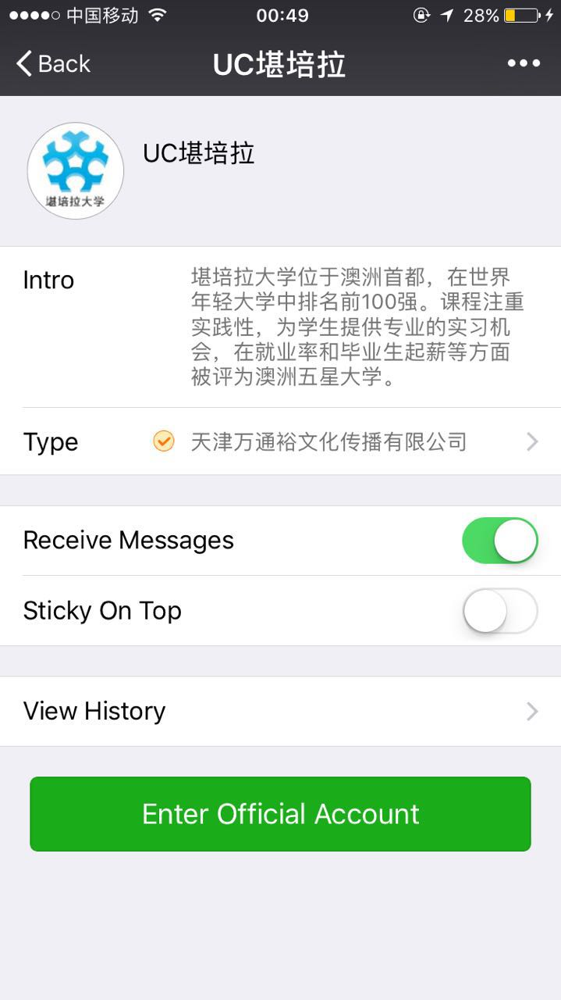 中国移动 00:49 28%
Back UC堪培拉
堪培拉大学
UC堪培拉
Intro 堪培拉大学位于澳洲首都，在世界
年轻大学中排名前100强。课程注重
实践性，为学生提供专业的实习机
会，在就业率和毕业生起薪等方面
被评为澳洲五星大学。
Type 天津万通裕文化传播有限公司
Receive Messages
Sticky On Top
View History
Enter Official Account